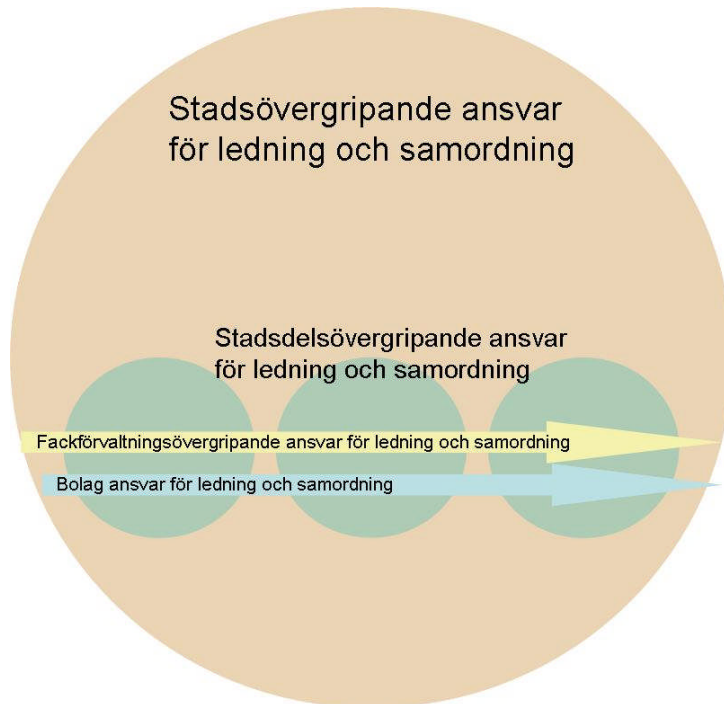 Stadsövergripande ansvar
för ledning och samordning
Stadsdelsövergripande ansvar
för ledning och samordning
Fackförvaltningsövergripande ansvar för ledning och samordning
Bolag ansvar för ledning och samordning